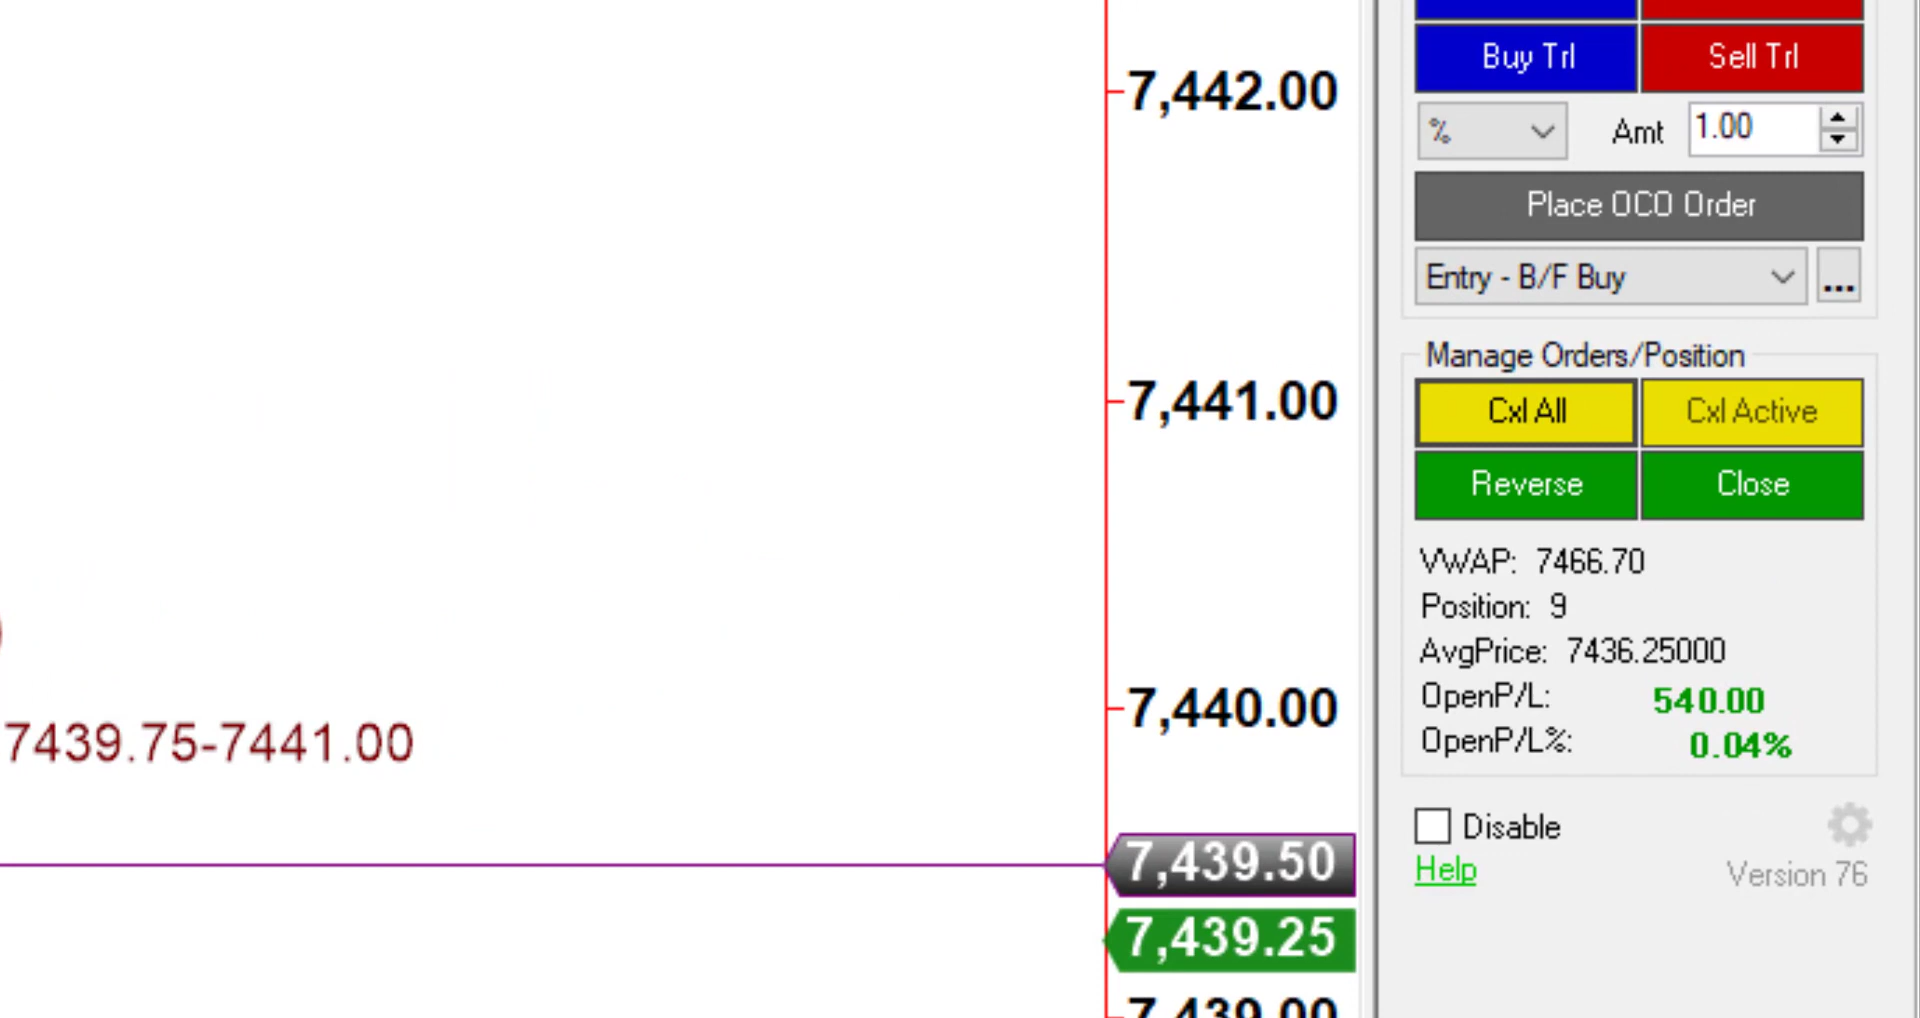 7,442.00
7,441.00
7,440.00
7439.75-7441.00
7,439.50
7,439.25
7,439.00
Buy Trl
Sell Trl
%
Amt
1.00
Place OCO Order
Entry - B/F Buy
...
Manage Orders/Position
Cxl All
Cxl Active
Reverse
Close
VWAP: 7466.70
Position: 9
AvgPrice: 7436.25000
OpenP/L: 540.00
OpenP/L%: 0.04%
Disable
Help
Version 76